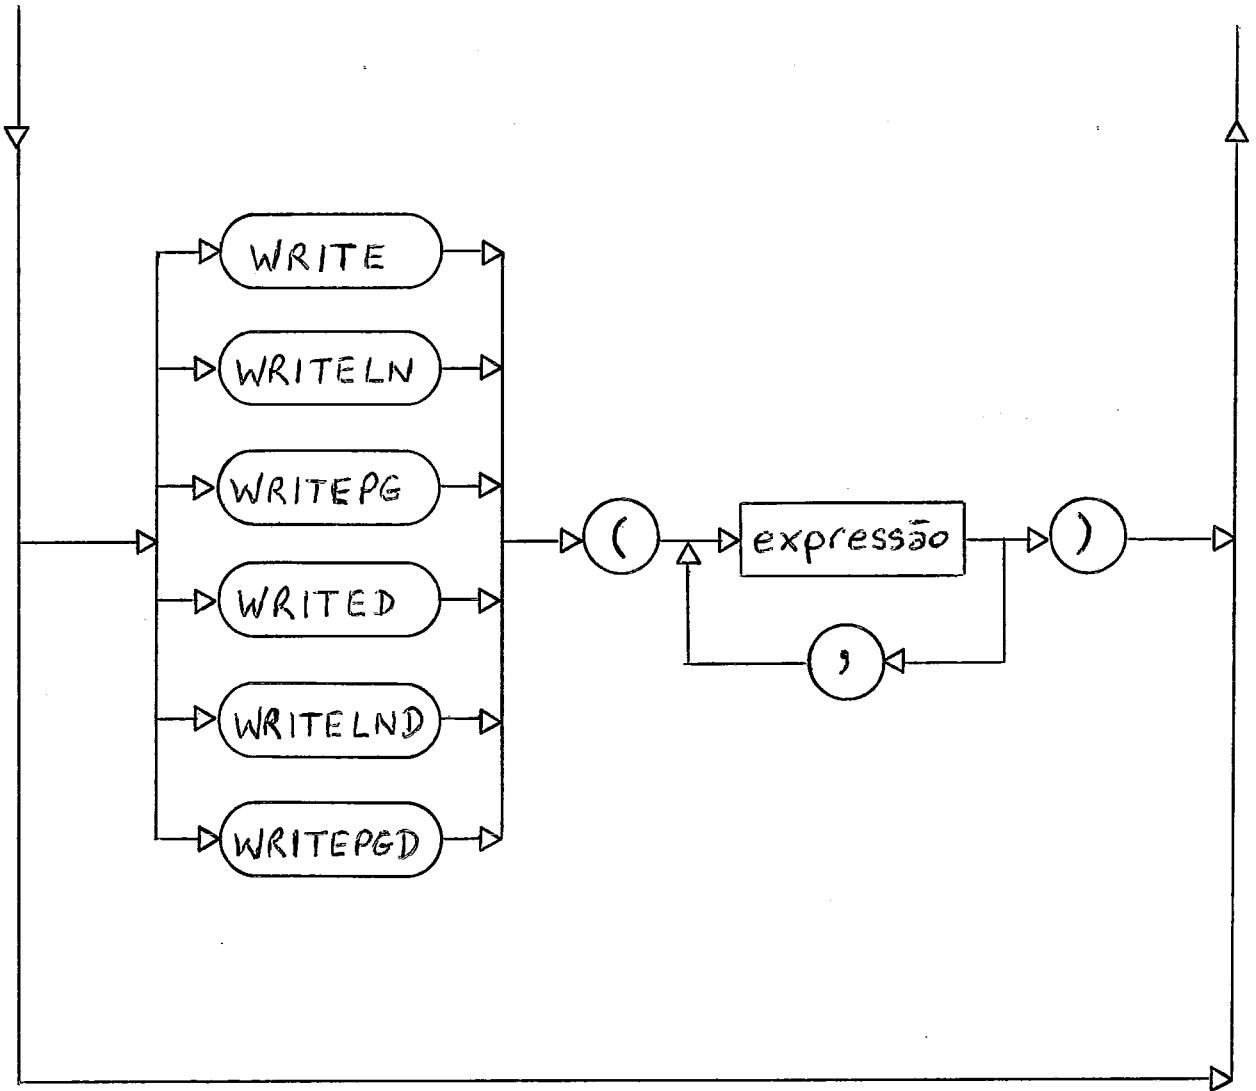 WRITE
WRITELN
WRITEPG
( expressão )
WRITED
,
WRITELND
WRITEPGD